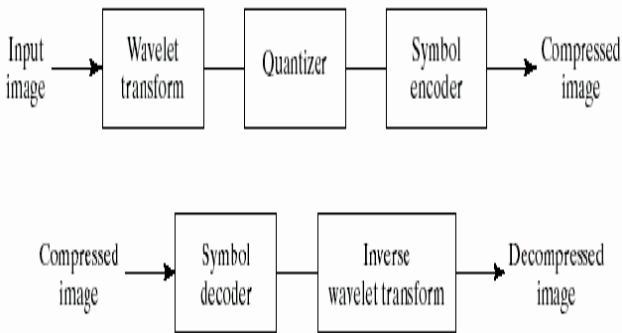 Input
image
Wavelet
transform
Quantizer
Symbol
encoder
Compressed
image
Compressed
image
Symbol
decoder
Inverse
wavelet transform
Decompressed
image